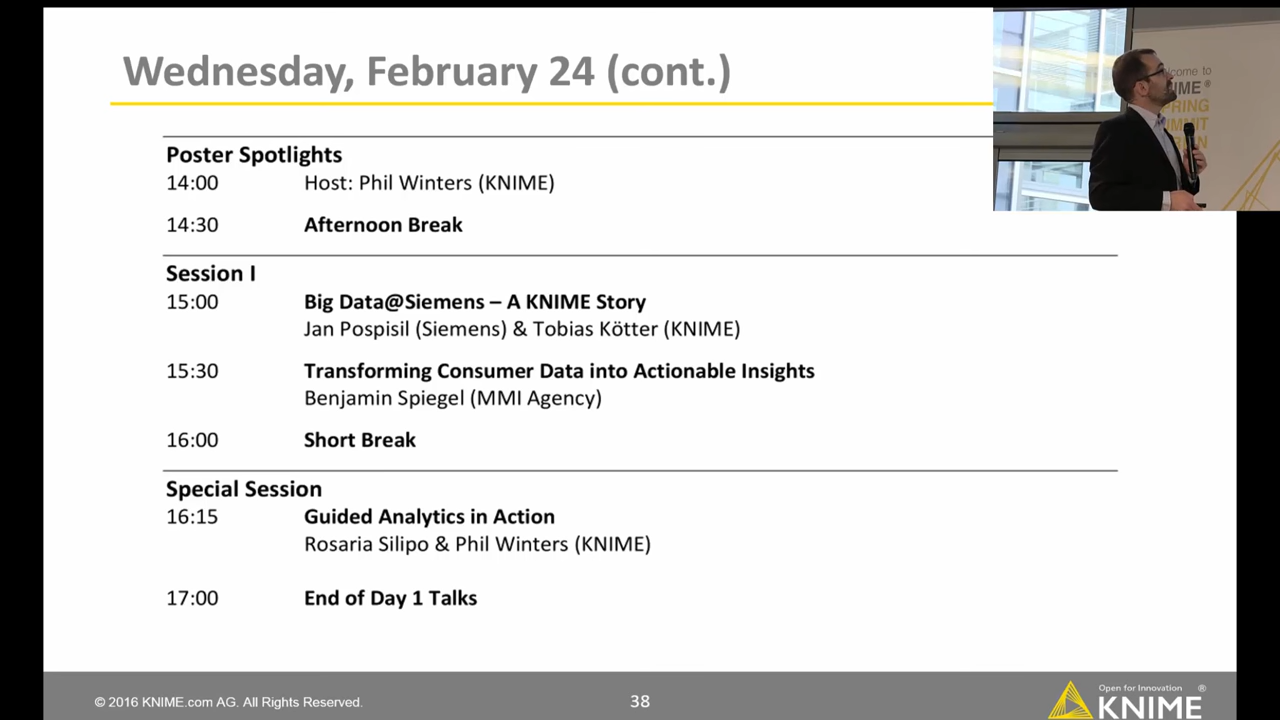 Wednesday, February 24 (cont.)
Poster Spotlights
14:00 Host: Phil Winters (KNIME)
14:30 Afternoon Break
Session I
15:00 Big Data@Siemens – A KNIME Story
Jan Pospisil (Siemens) & Tobias Kötter (KNIME)
15:30 Transforming Consumer Data into Actionable Insights
Benjamin Spiegel (MMI Agency)
16:00 Short Break
Special Session
16:15 Guided Analytics in Action
Rosaria Silipo & Phil Winters (KNIME)
17:00 End of Day 1 Talks
© 2016 KNIME.com AG. All Rights Reserved.
38
Open for Innovation ®
KNIME